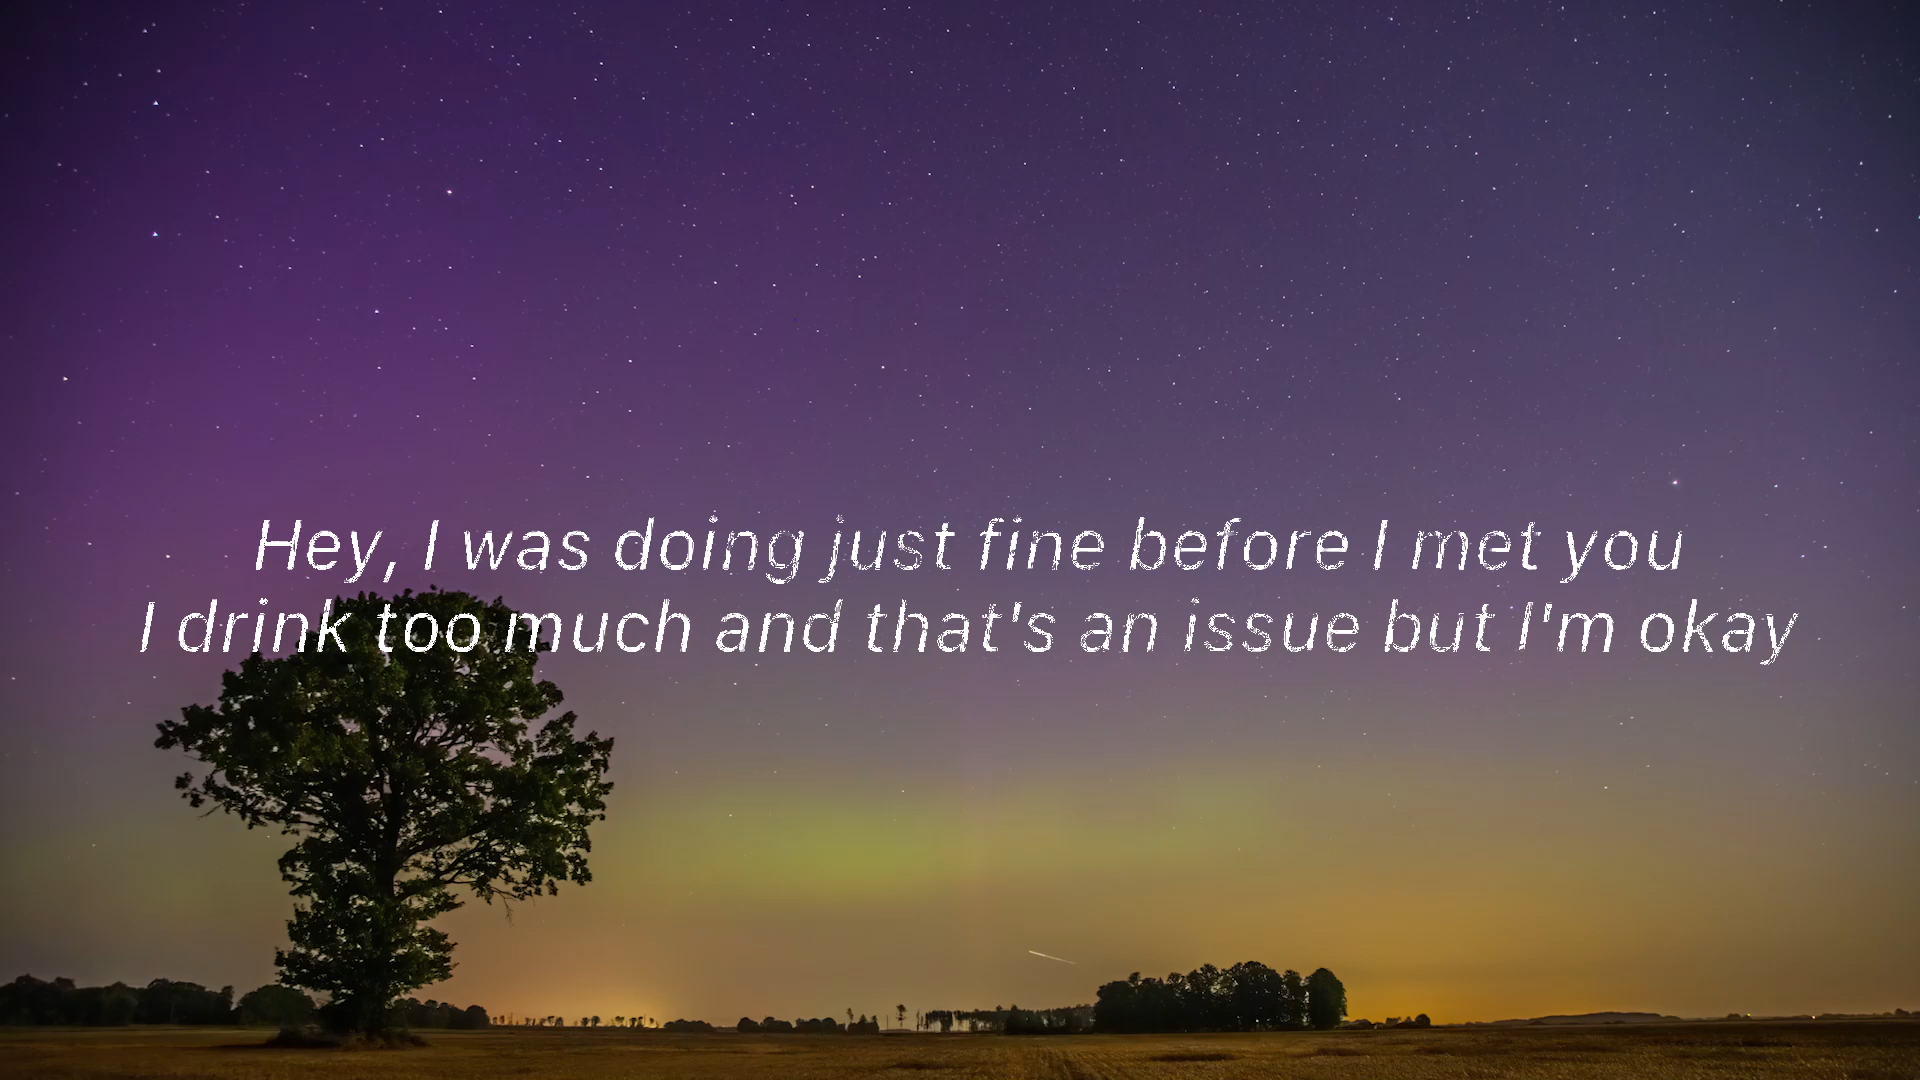 Hey, I was doing just fine before I met you
I drink too much and that's an issue but I'm okay